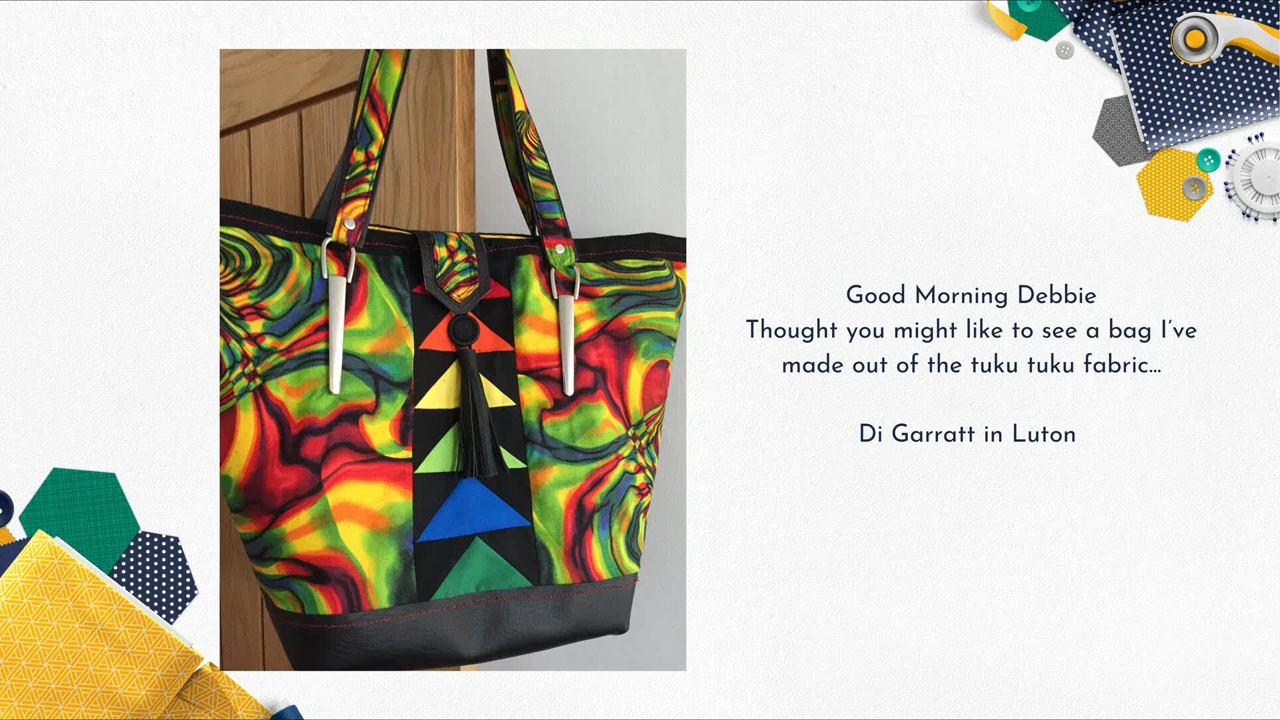 Good Morning Debbie
Thought you might like to see a bag I've
made out of the tuku tuku fabric...
Di Garratt in Luton